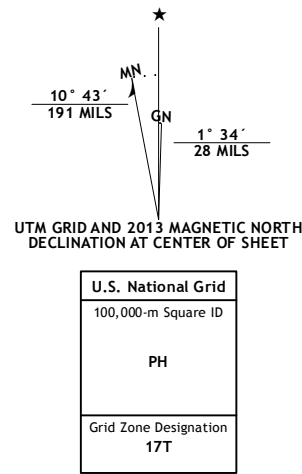 ★
MN
10° 43´
191 MILS
GN
1° 34´
28 MILS
UTM GRID AND 2013 MAGNETIC NORTH
DECLINATION AT CENTER OF SHEET
U.S. National Grid
100,000-m Square ID
PH
Grid Zone Designation
17T